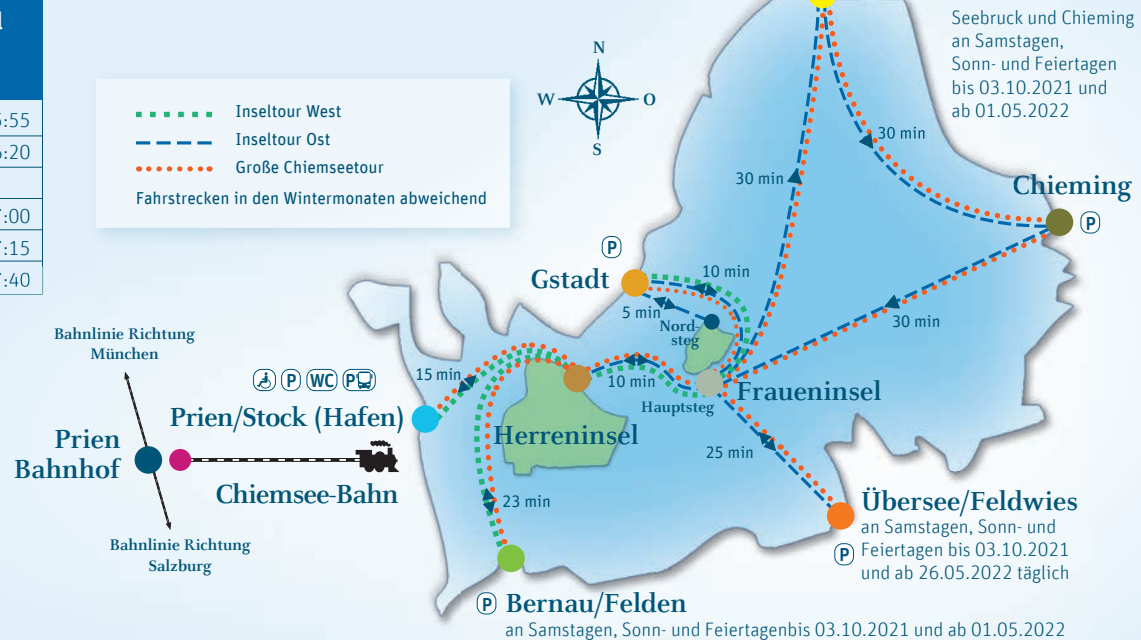 :20
:00
:15
:40
Seebruck und Chieming
an Samstagen,
Sonn- und Feiertagen
bis 03.10.2021 und
ab 01.05.2022
N
W
O
S
Inseltour West
Inseltour Ost
Große Chiemseetour
Fahrstrecken in den Wintermonaten abweichend
30 min
30 min
Chieming
P
P
Gstadt
10 min
5 min
Nord-
steg
30 min
Bahnlinie Richtung
München
15 min
P WC P
10 min
Fraueninsel
Hauptsteg
Prien/Stock (Hafen)
Herreninsel
Prien
Bahnhof
25 min
Chiemsee-Bahn
23 min
Übersee/Feldwies
an Samstagen, Sonn- und
P Feiertagen bis 03.10.2021
und ab 26.05.2022 täglich
Bahnlinie Richtung
Salzburg
P Bernau/Felden
an Samstagen, Sonn- und Feiertagenbis 03.10.2021 und ab 01.05.2022